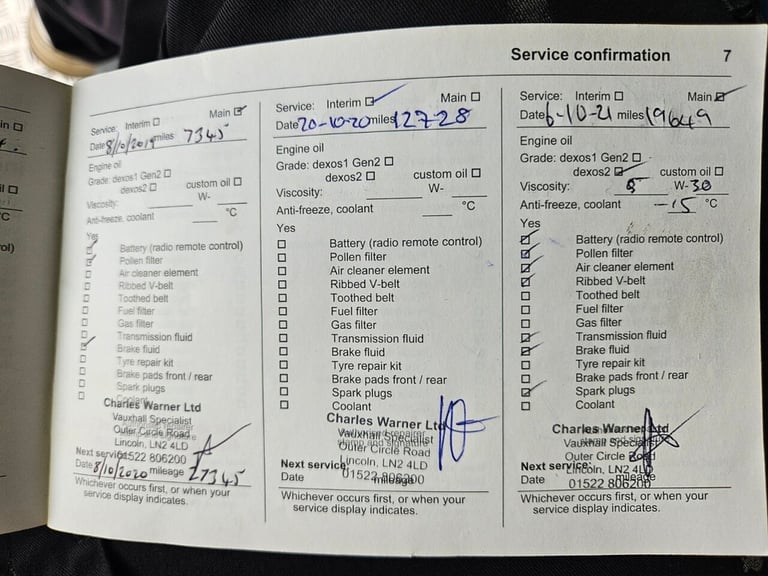 Service confirmation 7
Service: Interim ☐ Main ☑
Date 8/10/2019 miles 7345
Engine oil
Grade: dexos1 Gen2 ☐
dexos2 ☐ custom oil ☐
Viscosity: W-
Anti-freeze, coolant °C
Yes
☑ Battery (radio remote control)
☑ Pollen filter
☐ Air cleaner element
☐ Ribbed V-belt
☐ Toothed belt
☐ Fuel filter
☐ Gas filter
☐ Transmission fluid
☑ Brake fluid
☐ Tyre repair kit
☐ Brake pads front / rear
☐ Spark plugs
☐ Coolant
Charles Warner Ltd
Vauxhall Specialist
Outer Circle Road
Lincoln, LN2 4LD
Next service 01522 806200
Date 8/10/2020 mileage 27345
Whichever occurs first, or when your
service display indicates.
Service: Interim ☑ Main ☐
Date 20-10-20 miles 12728
Engine oil
Grade: dexos1 Gen2 ☐
dexos2 ☐ custom oil ☐
Viscosity: W-
Anti-freeze, coolant °C
Yes
☐ Battery (radio remote control)
☐ Pollen filter
☐ Air cleaner element
☐ Ribbed V-belt
☐ Toothed belt
☐ Fuel filter
☐ Gas filter
☐ Transmission fluid
☐ Brake fluid
☐ Tyre repair kit
☐ Brake pads front / rear
☐ Spark plugs
☐ Coolant
Charles Warner Ltd
Vauxhall Specialist
stamp and signature
Outer Circle Road
Next service Lincoln, LN2 4LD
Date 01522 806200 mileage
Whichever occurs first, or when your
service display indicates.
Service: Interim ☐ Main ☑
Date 6-10-21 miles 19649
Engine oil
Grade: dexos1 Gen2 ☐
dexos2 ☑ custom oil ☐
Viscosity: W-30
Anti-freeze, coolant -15 °C
Yes
☑ Battery (radio remote control)
☑ Pollen filter
☑ Air cleaner element
☑ Ribbed V-belt
☐ Toothed belt
☐ Fuel filter
☐ Gas filter
☑ Transmission fluid
☑ Brake fluid
☐ Tyre repair kit
☐ Brake pads front / rear
☑ Spark plugs
☐ Coolant
Charles Warner Ltd
Vauxhall Specialist
Outer Circle Road
Next service Lincoln, LN2 4LD
Date 01522 806200 mileage
Whichever occurs first, or when your
service display indicates.